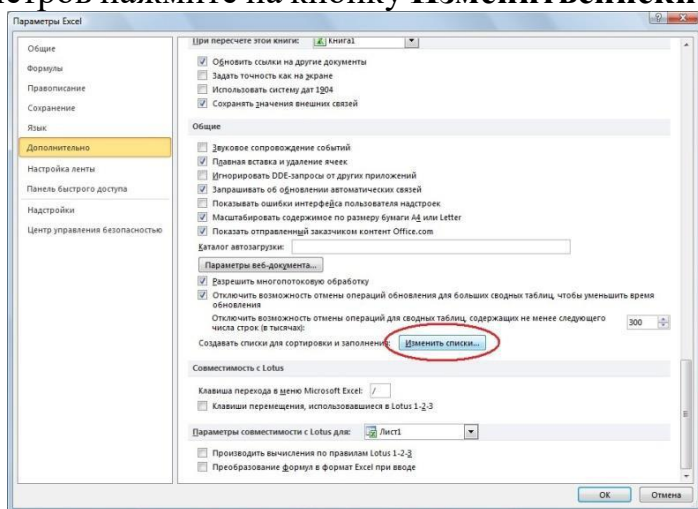 нажмите на кнопку Изменитьсписки
Параметры Excel
Общие
Формулы
Правописание
Сохранение
Язык
Дополнительно
Настройка ленты
Панель быстрого доступа
Надстройки
Центр управления безопасностью
При пересчете этой книги: Книга1
Обновить ссылки на другие документы
Задать точность как на экране
Использовать систему дат 1904
Сохранять значения внешних связей
Общие
Звуковое сопровождение событий
Плавная вставка и удаление ячеек
Игнорировать DDE-запросы от других приложений
Запрашивать об обновлении автоматических связей
Показывать ошибки интерфейса пользователя надстроек
Масштабировать содержимое по размеру бумаги A4 или Letter
Показать отправленный заказчиком контент Office.com
Каталог автозагрузки:
Параметры веб-документа...
Разрешить многопотоковую обработку
Отключить возможность отмены операций обновления для больших сводных таблиц, чтобы уменьшить время
обновления
Отключить возможность отмены операций для сводных таблиц, содержащих не менее следующего
числа строк (в тысячах): 300
Создавать списки для сортировки и заполнения: Изменить списки...
Совместимость с Lotus
Клавиша перехода в меню Microsoft Excel: /
Клавиши перемещения, использовавшиеся в Lotus 1-2-3
Параметры совместимости с Lotus для: Лист1
Производить вычисления по правилам Lotus 1-2-3
Преобразование формул в формат Excel при вводе
ОК Отмена